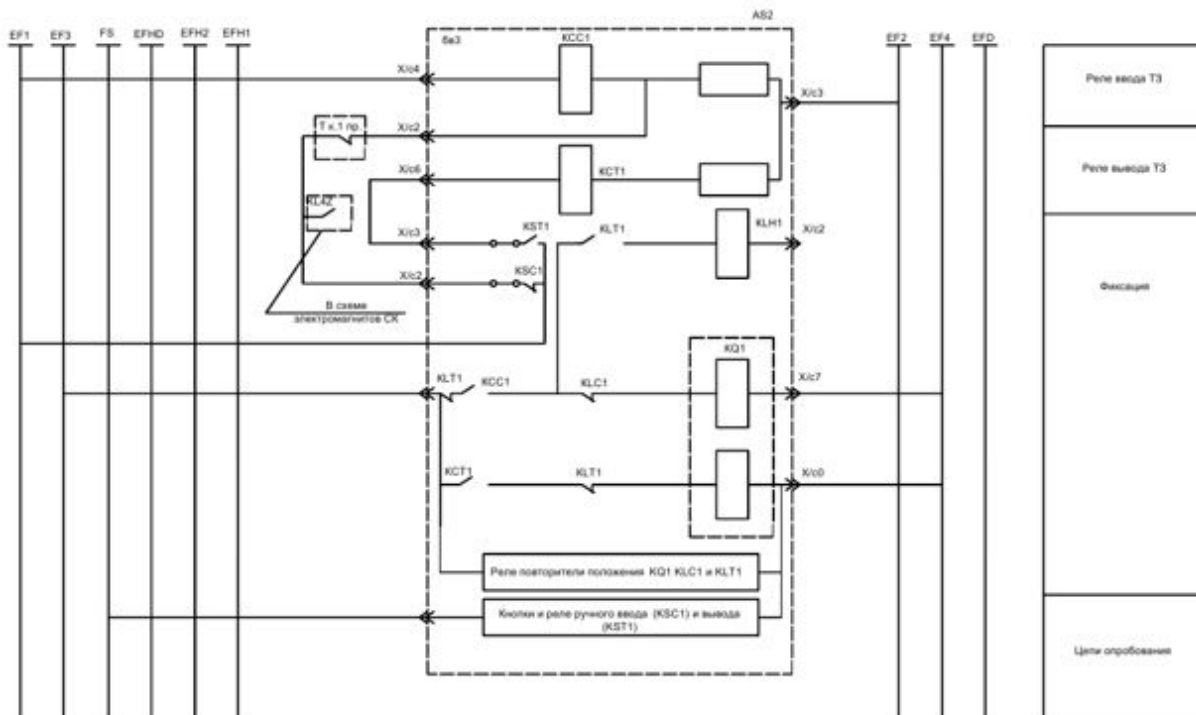 AS2
EF1
EF3
FS
EFHD
EFH2
EFH1
бв3
KCC1
EF2
EF4
EFD
X/c4
X/c3
Реле ввода ТЗ
Т к.1 пр.
X/c2
X/c6
KCT1
Реле вывода ТЗ
KL4Z
X/c3
KST1
KLT1
KLH1
X/c2
X/c2
KSC1
В схеме
электромагнитов СК
Фиксация
KQ1
KLT1
KCC1
KLC1
X/c7
KCT1
KLT1
X/c0
Реле повторители положения KQ1 KLC1 и KLT1
Кнопки и реле ручного ввода (KSC1) и вывода
(KST1)
Цепи опробования